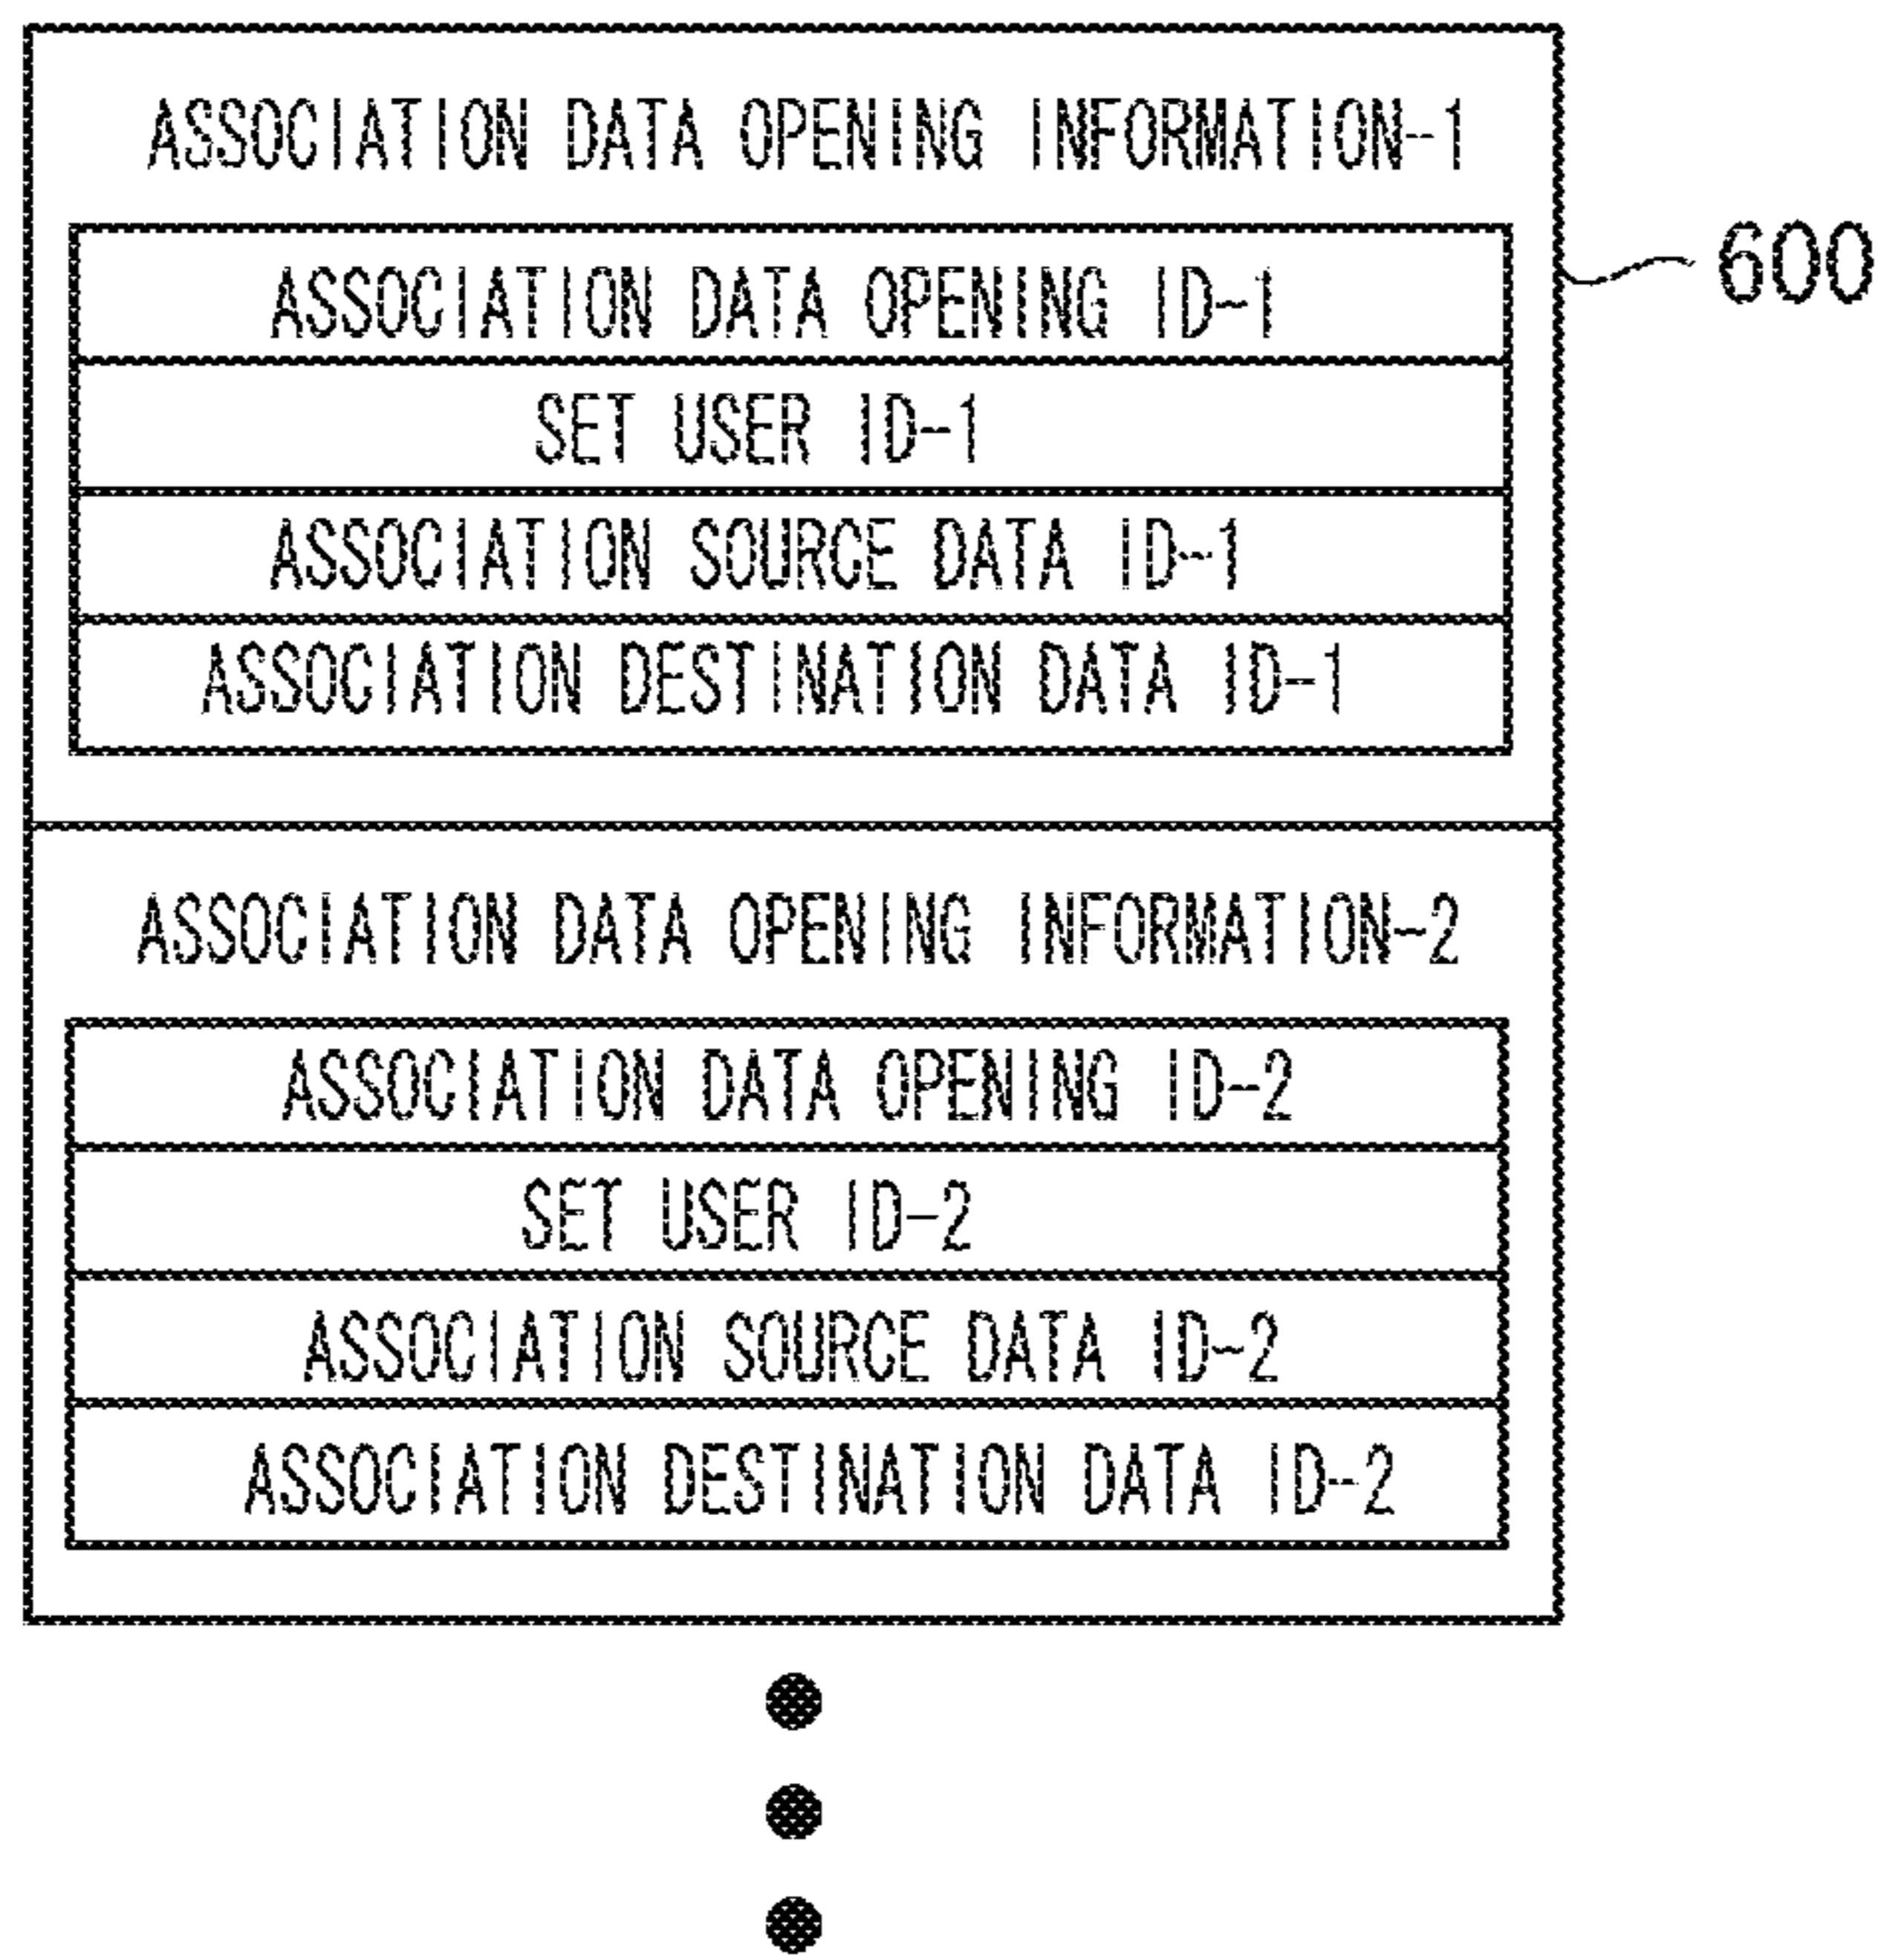 ASSOCIATION DATA OPENING INFORMATION-1
600
ASSOCIATION DATA OPENING ID-1
SET USER ID-1
ASSOCIATION SOURCE DATA ID-1
ASSOCIATION DESTINATION DATA ID-1
ASSOCIATION DATA OPENING INFORMATION-2
ASSOCIATION DATA OPENING ID-2
SET USER ID-2
ASSOCIATION SOURCE DATA ID-2
ASSOCIATION DESTINATION DATA ID-2